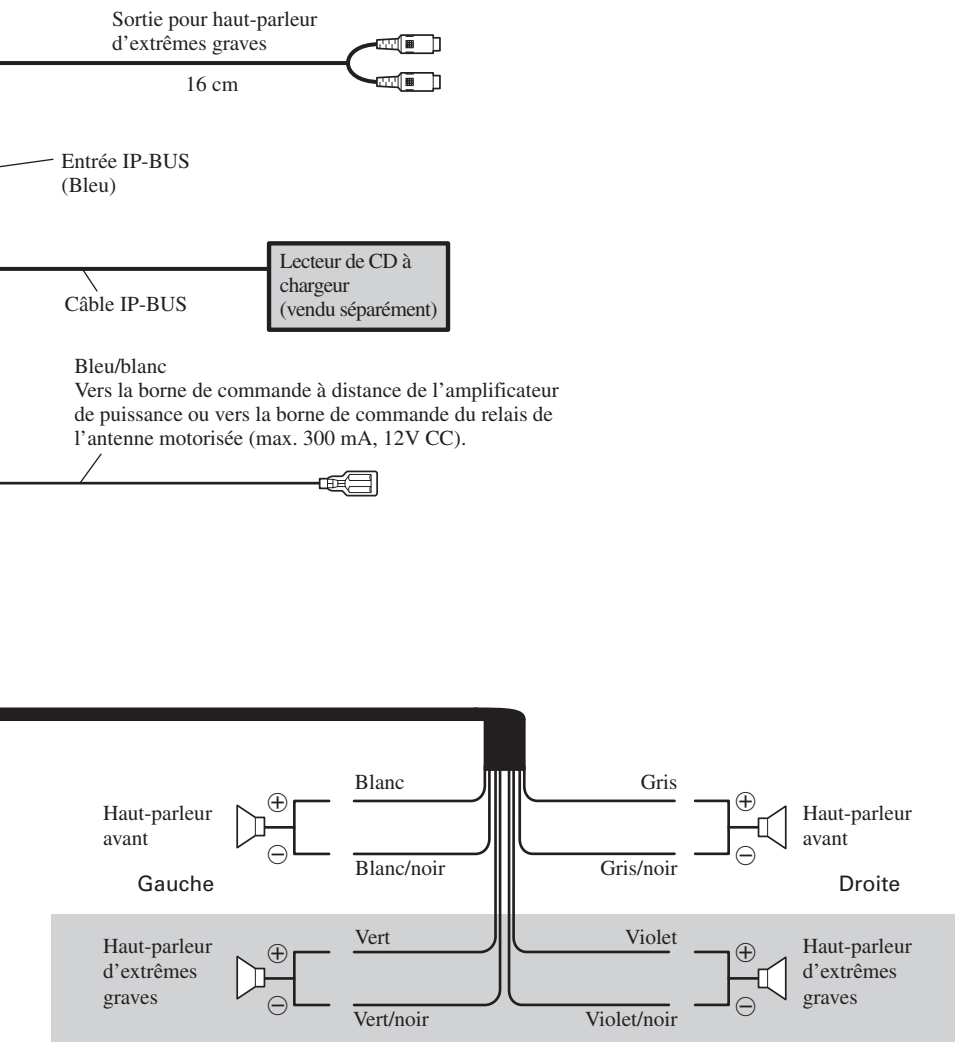 Sortie pour haut-parleur
d’extrêmes graves
16 cm
Entrée IP-BUS
(Bleu)
Lecteur de CD à
chargeur
(vendu séparément)
Câble IP-BUS
Bleu/blanc
Vers la borne de commande à distance de l’amplificateur
de puissance ou vers la borne de commande du relais de
l’antenne motorisée (max. 300 mA, 12V CC).
Haut-parleur
avant
Gauche
⊕
⊖
Blanc
Blanc/noir
Gris
Gris/noir
⊕
⊖
Haut-parleur
avant
Droite
Haut-parleur
d’extrêmes
graves
⊕
⊖
Vert
Vert/noir
Violet
Violet/noir
⊕
⊖
Haut-parleur
d’extrêmes
graves